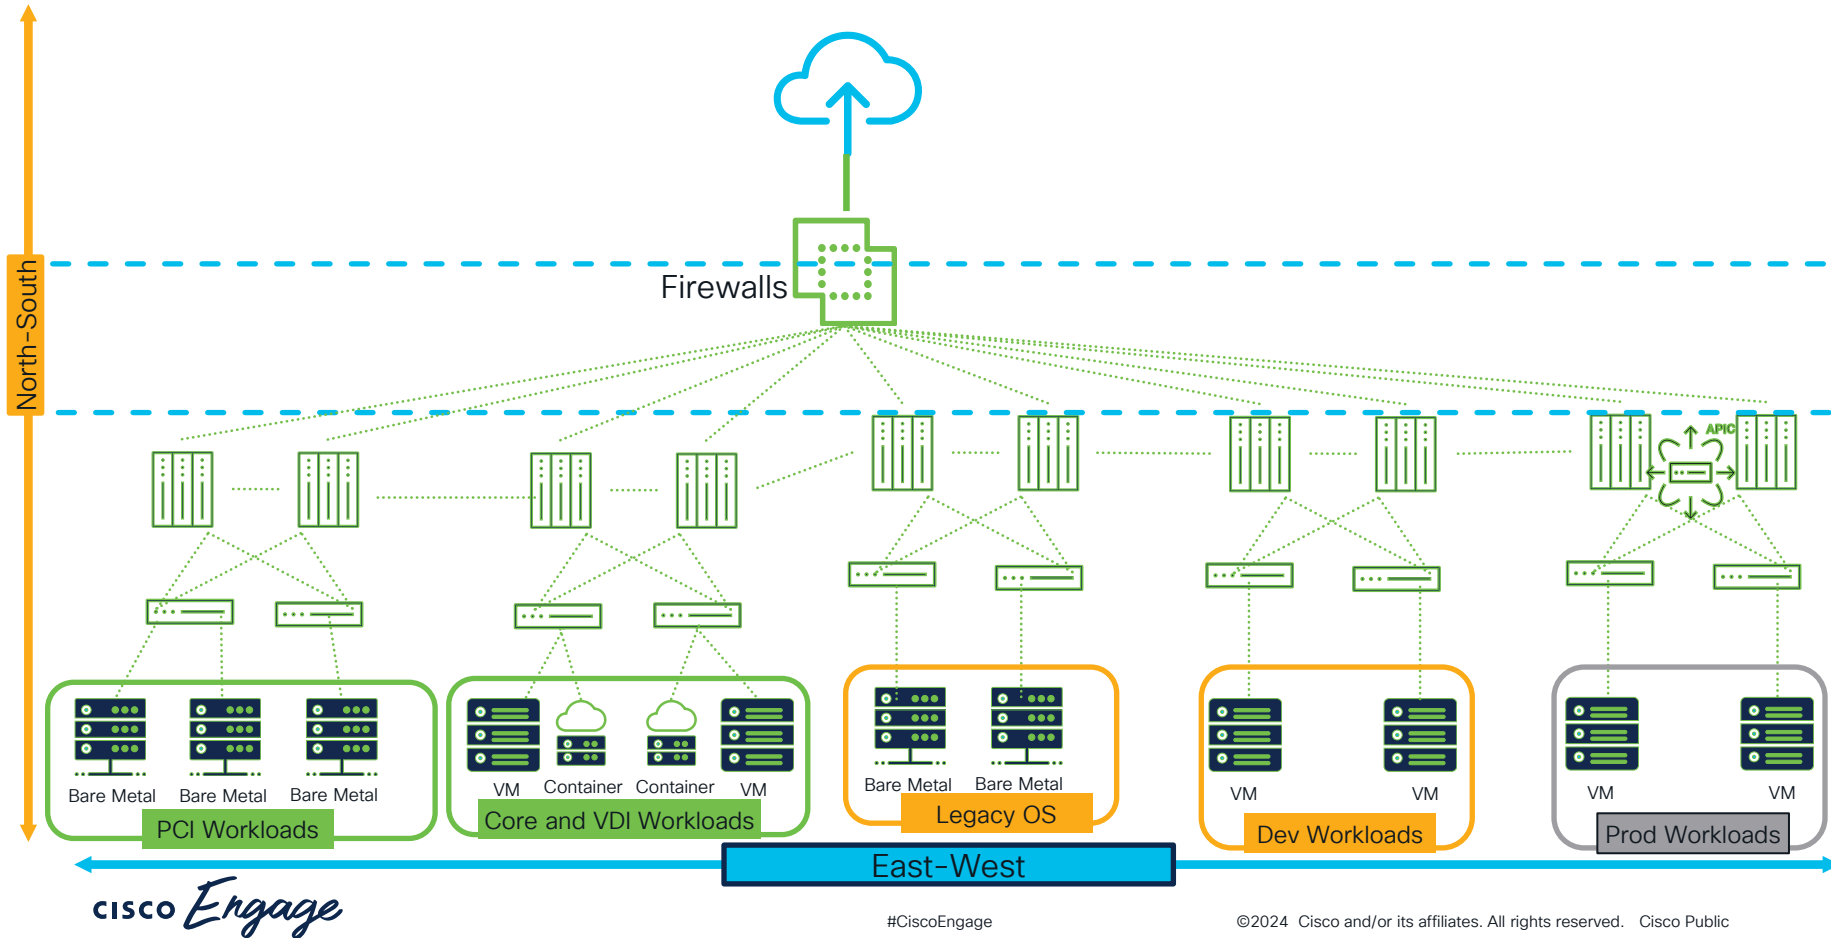 Firewalls
North-South
APIC
Bare Metal
Bare Metal
Bare Metal
PCI Workloads
VM
Container
Container
VM
Core and VDI Workloads
Bare Metal
Bare Metal
Legacy OS
VM
VM
Dev Workloads
VM
VM
Prod Workloads
East-West
CISCO Engage
#CiscoEngage
©2024 Cisco and/or its affiliates. All rights reserved. Cisco Public